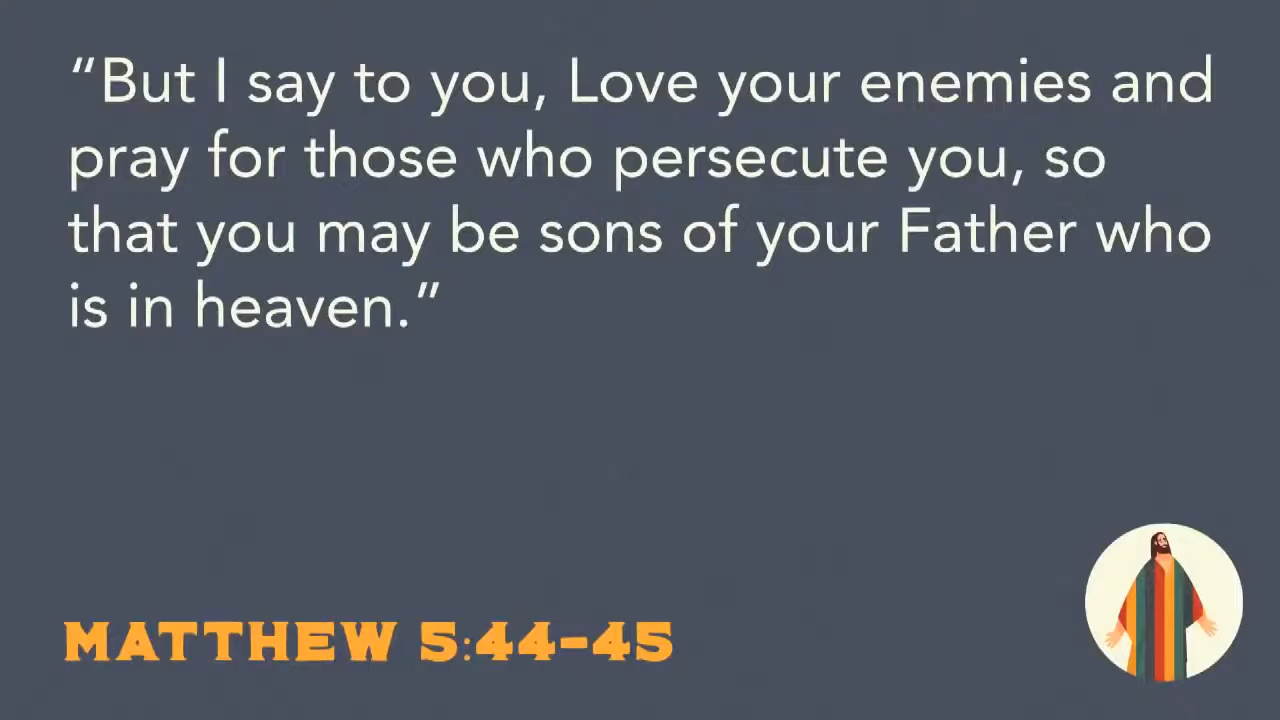 “But I say to you, Love your enemies and
pray for those who persecute you, so
that you may be sons of your Father who
is in heaven.”
MATTHEW 5:44-45